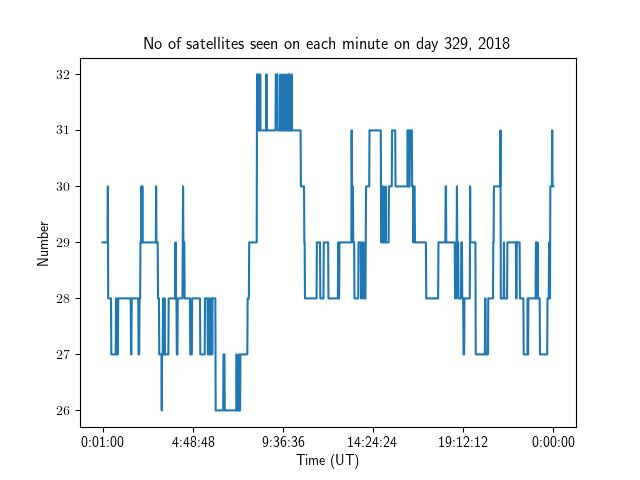 No of satellites seen on each minute on day 329, 2018
32
31
30
29
28
27
26
Number
0:01:00 4:48:48 9:36:36 14:24:24 19:12:12 0:00:00
Time (UT)